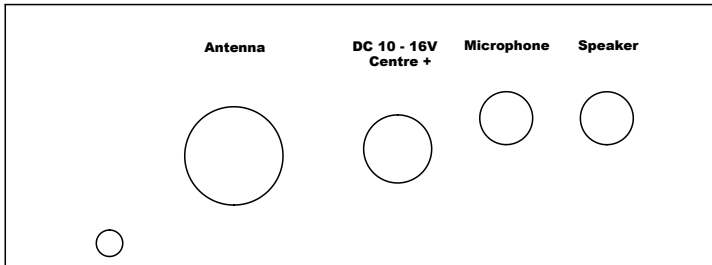 Antenna
DC 10 - 16V
Centre +
Microphone
Speaker